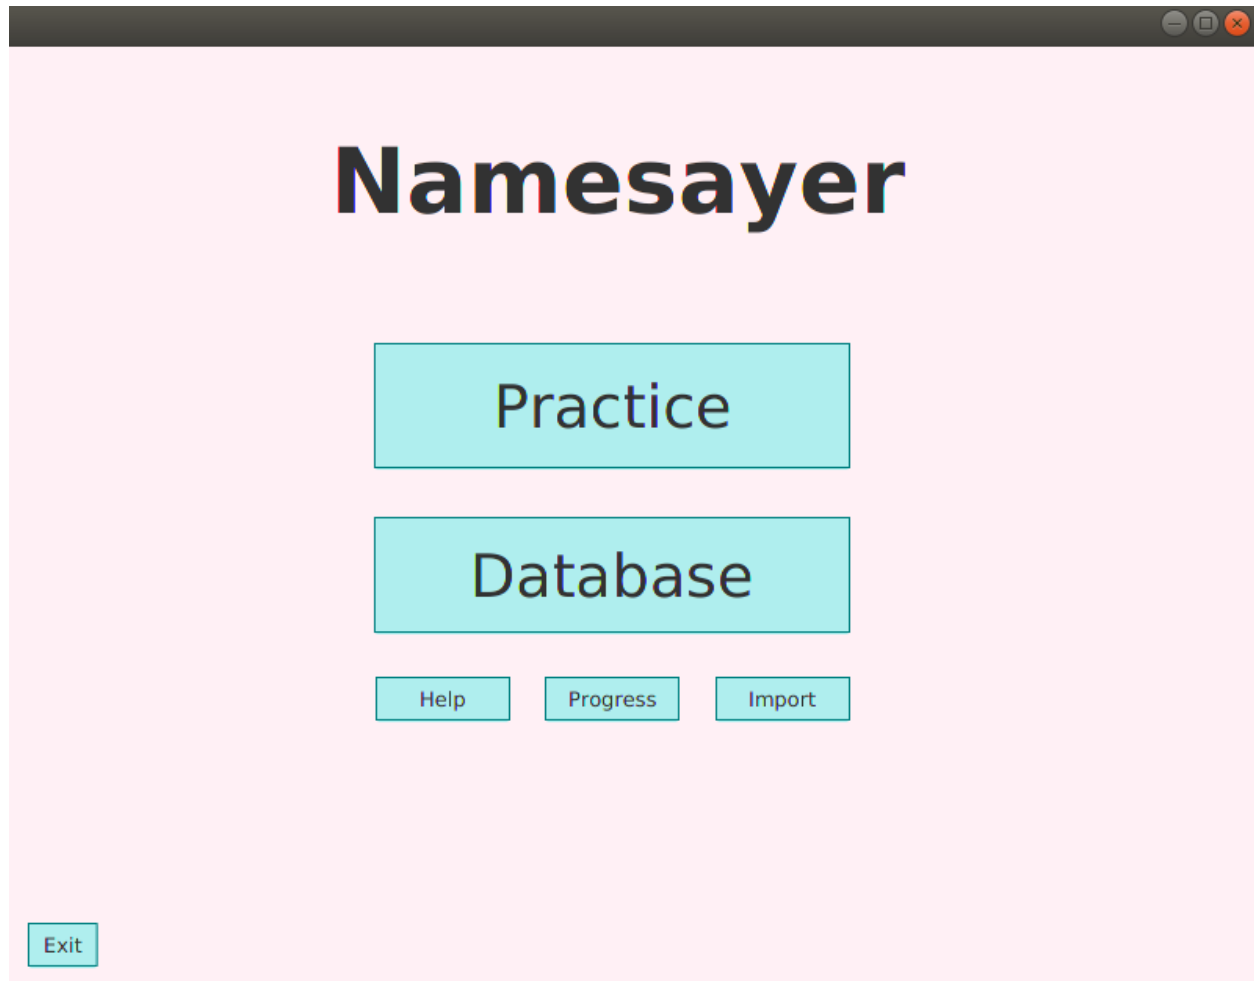 Namesayer
Practice
Database
Help Progress Import
Exit